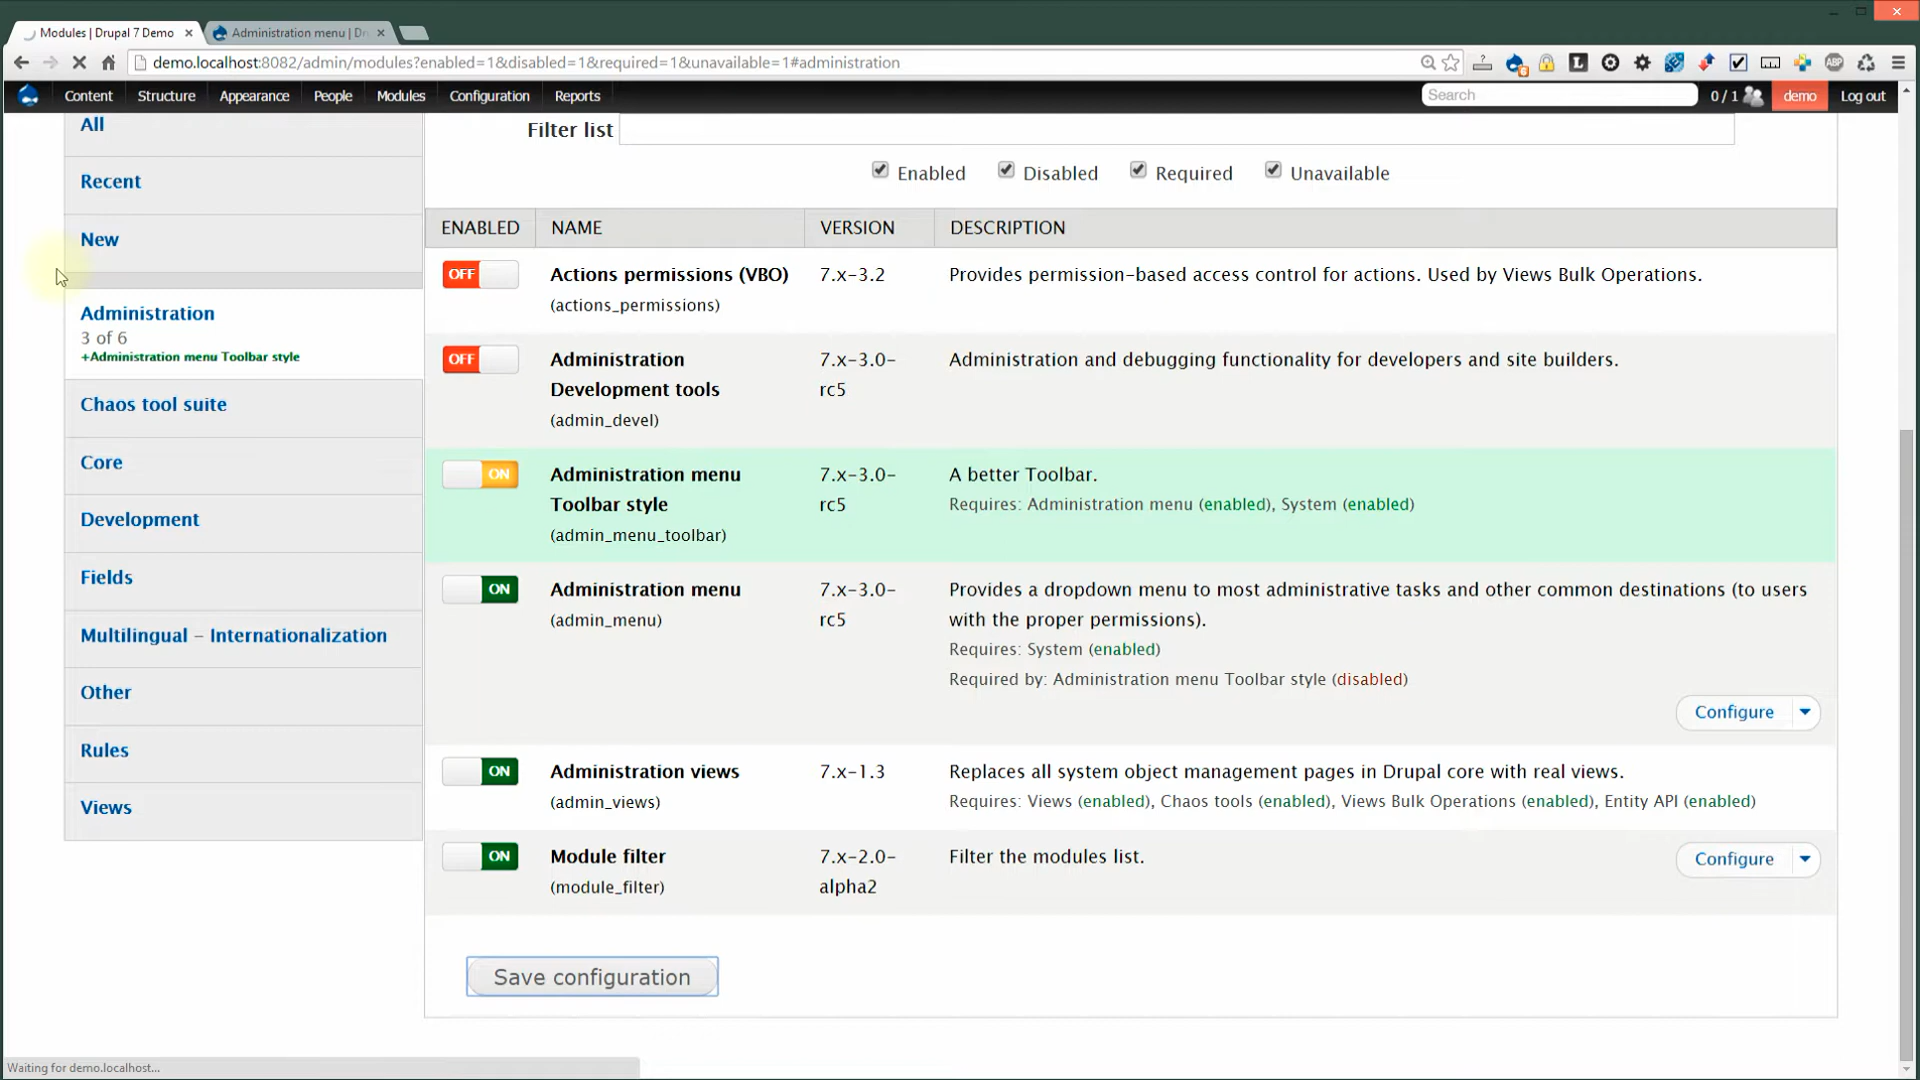 Modules | Drupal 7 Demo
Administration menu | Dr
demo.localhost:8082/admin/modules?enabled=1&disabled=1&required=1&unavailable=1#administration
Content Structure Appearance People Modules Configuration Reports Search 0 / 1 demo Log out
All
Recent
New
Administration
3 of 6
+Administration menu Toolbar style
Chaos tool suite
Core
Development
Fields
Multilingual – Internationalization
Other
Rules
Views
Filter list
Enabled Disabled Required Unavailable
ENABLED NAME VERSION DESCRIPTION
OFF Actions permissions (VBO) 7.x-3.2 Provides permission-based access control for actions. Used by Views Bulk Operations.
(actions_permissions)
OFF Administration 7.x-3.0- Administration and debugging functionality for developers and site builders.
Development tools rc5
(admin_devel)
ON Administration menu 7.x-3.0- A better Toolbar.
Toolbar style rc5 Requires: Administration menu (enabled), System (enabled)
(admin_menu_toolbar)
ON Administration menu 7.x-3.0- Provides a dropdown menu to most administrative tasks and other common destinations (to users
(admin_menu) rc5 with the proper permissions).
Requires: System (enabled)
Required by: Administration menu Toolbar style (disabled)
Configure
ON Administration views 7.x-1.3 Replaces all system object management pages in Drupal core with real views.
(admin_views) Requires: Views (enabled), Chaos tools (enabled), Views Bulk Operations (enabled), Entity API (enabled)
ON Module filter 7.x-2.0- Filter the modules list. Configure
(module_filter) alpha2
Save configuration
Waiting for demo.localhost...
ABP
L